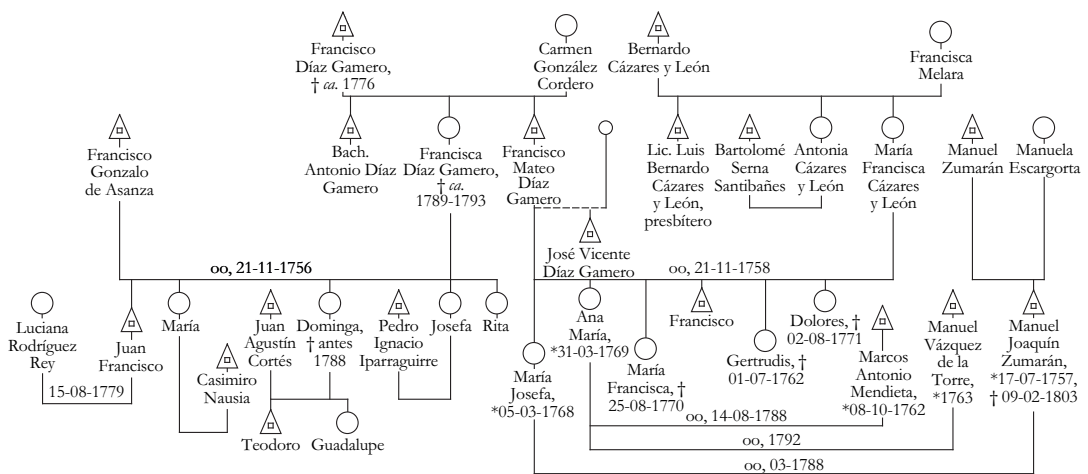 Francisco
Díaz Gamero,
† ca. 1776
Carmen
González
Cordero
Bernardo
Cázares y León
Francisca
Melara
Francisco
Gonzalo
de Asanza
Bach.
Antonio Díaz
Gamero
Francisca
Díaz Gamero,
† ca.
1789-1793
Francisco
Mateo
Díaz
Gamero
Lic. Luis
Bernardo
Cázares
y León,
presbítero
Bartolomé
Serna
Santibañes
Antonia
Cázares
y León
María
Francisca
Cázares
y León
Manuel
Zumarán
Manuela
Escargorta
José Vicente
Díaz Gamero
oo, 21-11-1756
oo, 21-11-1758
Luciana
Rodríguez
Rey
Juan
Francisco
15-08-1779
María
Casimiro
Nausia
Juan
Agustín
Cortés
Dominga,
† antes
1788
Teodoro
Guadalupe
Pedro
Ignacio
Iparraguirre
Josefa
Rita
María
Josefa,
*05-03-1768
Ana
María,
*31-03-1769
María
Francisca, †
25-08-1770
Francisco
Gertrudis, †
01-07-1762
Dolores, †
02-08-1771
Marcos
Antonio
Mendieta,
*08-10-1762
Manuel
Vázquez
de la
Torre,
*1763
Manuel
Joaquín
Zumarán,
*17-07-1757,
† 09-02-1803
oo, 14-08-1788
oo, 1792
oo, 03-1788